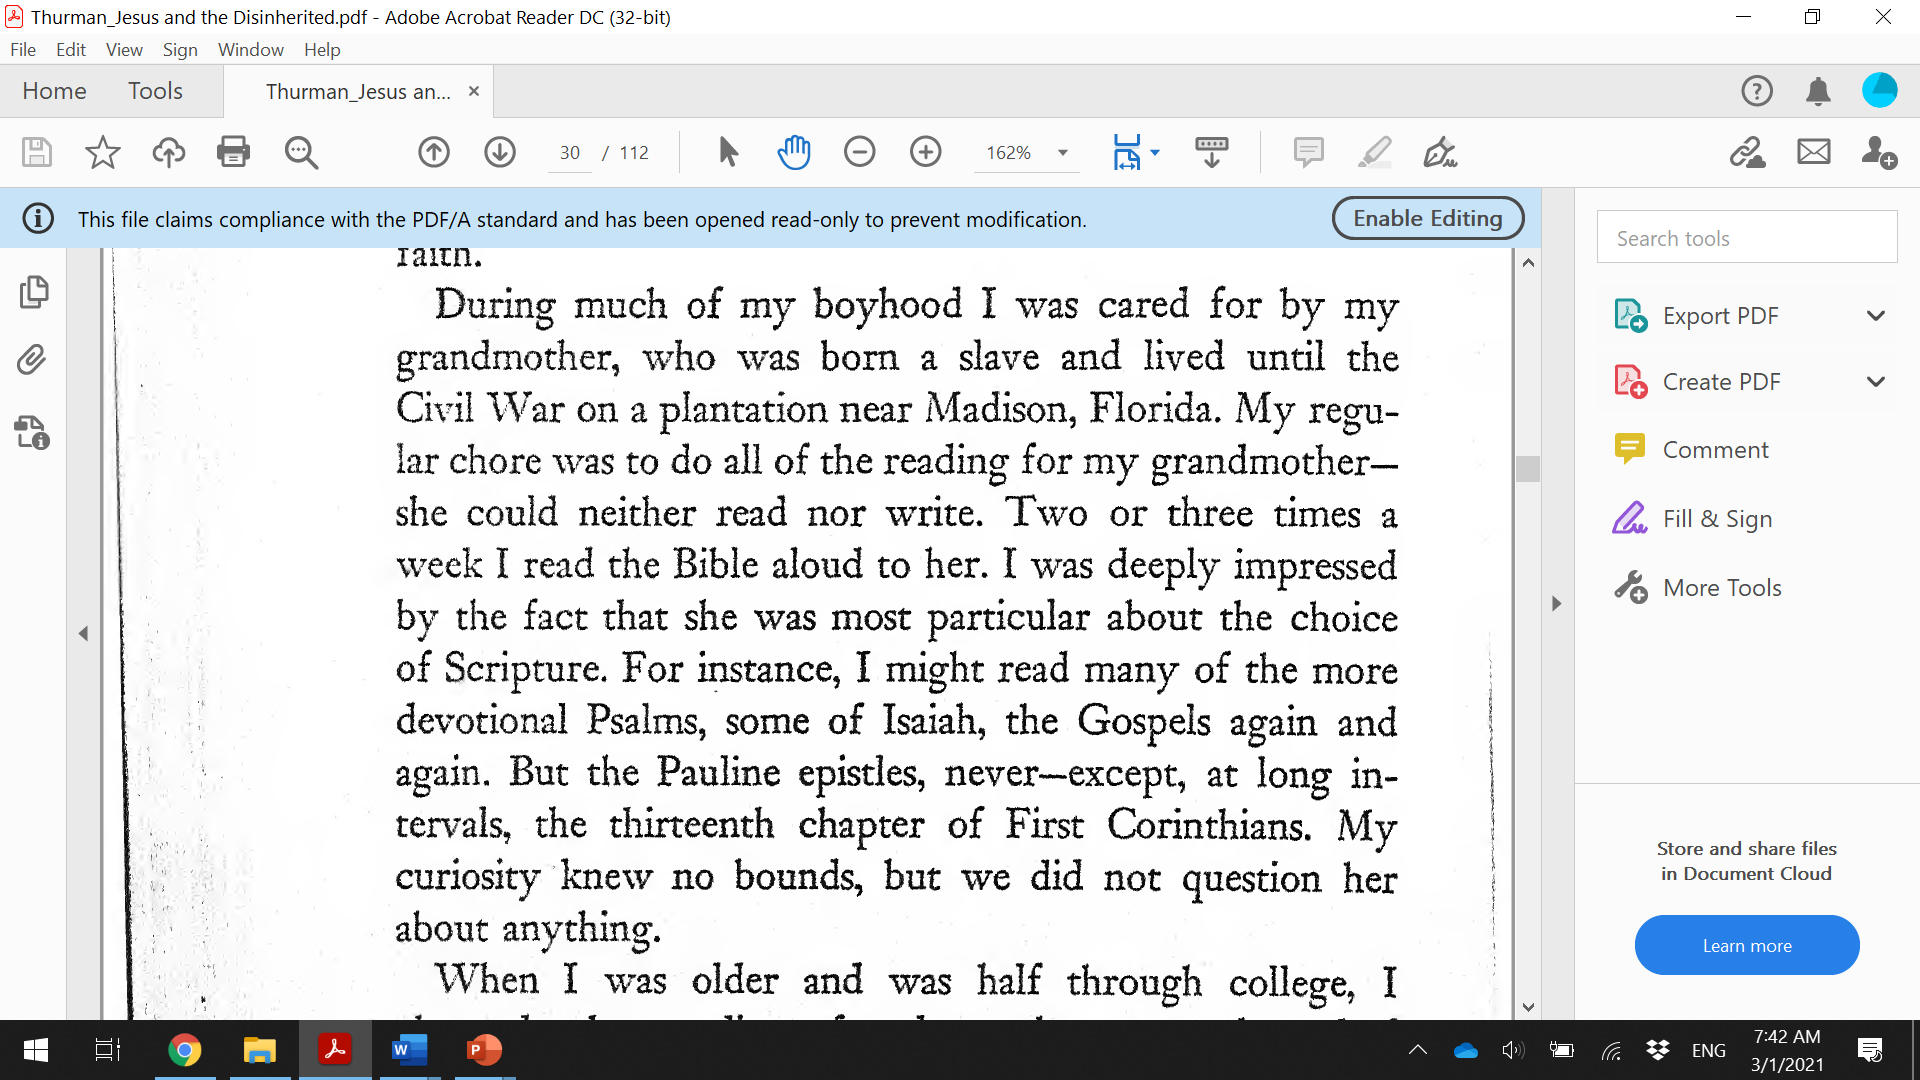 Thurman_Jesus and the Disinherited.pdf - Adobe Acrobat Reader DC (32-bit)
File Edit View Sign Window Help
Home Tools Thurman_Jesus an... ×
30 / 112 162%
This file claims compliance with the PDF/A standard and has been opened read-only to prevent modification. Enable Editing
faith.
During much of my boyhood I was cared for by my
grandmother, who was born a slave and lived until the
Civil War on a plantation near Madison, Florida. My regu-
lar chore was to do all of the reading for my grandmother—
she could neither read nor write. Two or three times a
week I read the Bible aloud to her. I was deeply impressed
by the fact that she was most particular about the choice
of Scripture. For instance, I might read many of the more
devotional Psalms, some of Isaiah, the Gospels again and
again. But the Pauline epistles, never—except, at long in-
tervals, the thirteenth chapter of First Corinthians. My
curiosity knew no bounds, but we did not question her
about anything.
When I was older and was half through college, I
Search tools
Export PDF
Create PDF
Comment
Fill & Sign
More Tools
Store and share files
in Document Cloud
Learn more
ENG
7:42 AM
3/1/2021